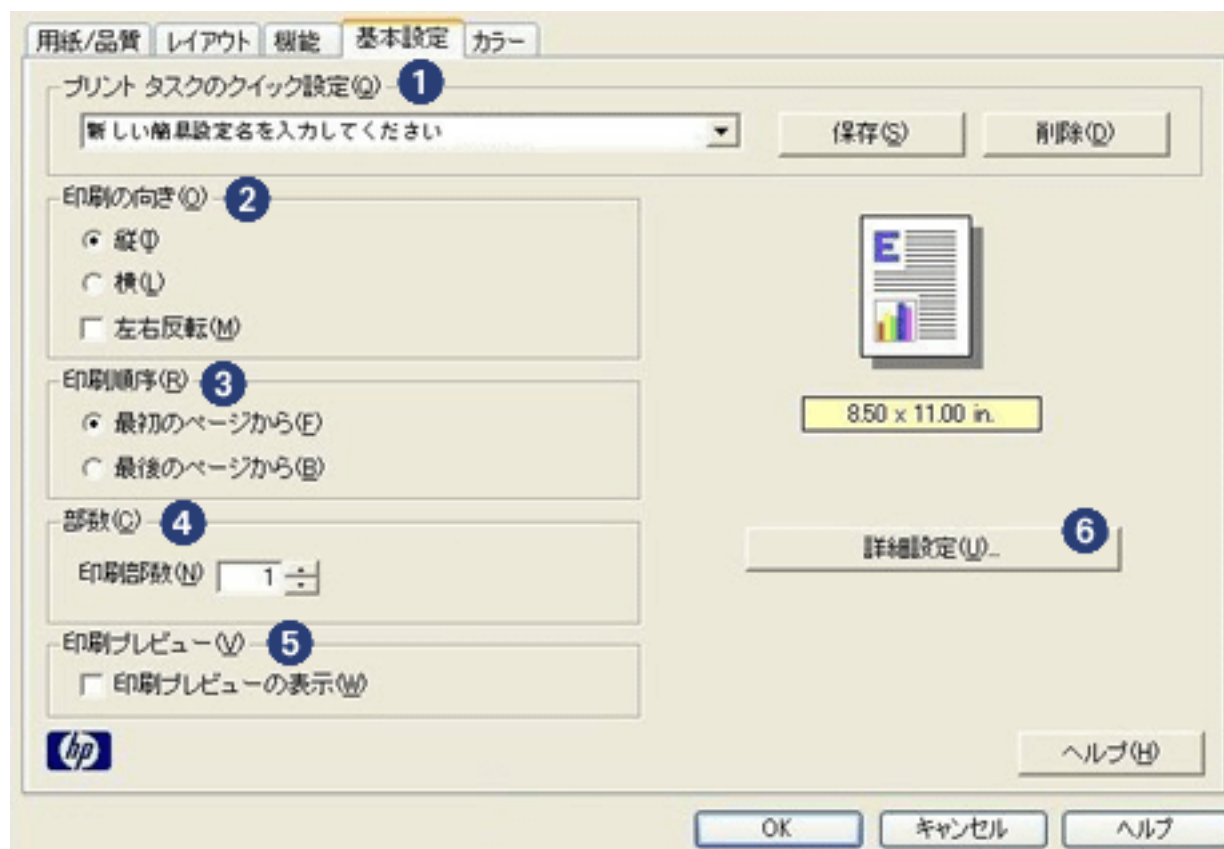 用紙/品質 レイアウト 機能 基本設定 カラー
プリント タスクのクイック設定(Q) 1
新しい簡易設定名を入力してください 保存(S) 削除(D)
印刷の向き(O) 2
縦(T)
横(L)
左右反転(M)
E
印刷順序(R) 3
最初のページから(F)
8.50 x 11.00 in.
最後のページから(B)
部数(C) 4
印刷部数(N) 1
詳細設定(U)... 6
印刷プレビュー(V) 5
印刷プレビューの表示(W)
hp
ヘルプ(H)
OK キャンセル ヘルプ